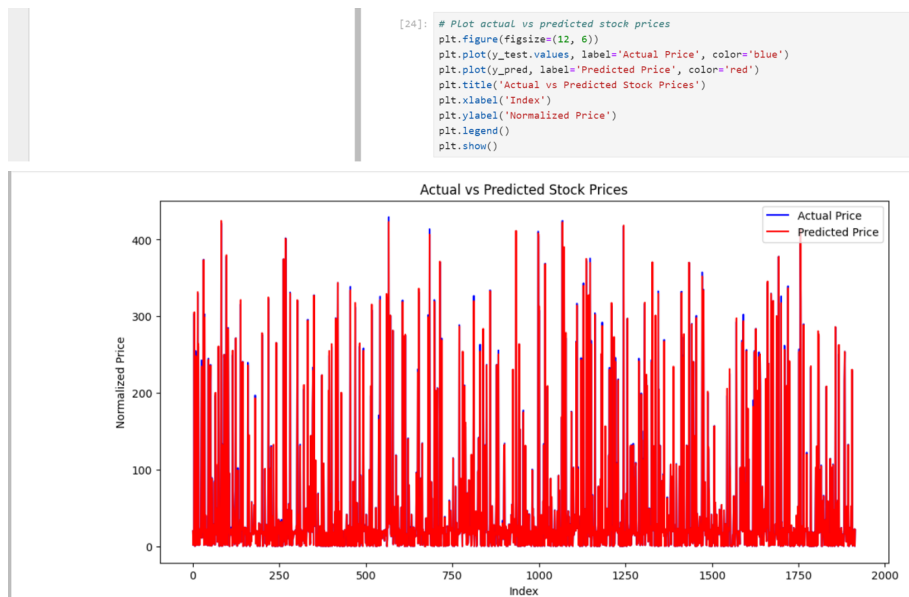 [24]: # Plot actual vs predicted stock prices
plt.figure(figsize=(12, 6))
plt.plot(y_test.values, label='Actual Price', color='blue')
plt.plot(y_pred, label='Predicted Price', color='red')
plt.title('Actual vs Predicted Stock Prices')
plt.xlabel('Index')
plt.ylabel('Normalized Price')
plt.legend()
plt.show()
Actual vs Predicted Stock Prices
Actual Price
Predicted Price
Normalized Price
400
300
200
100
0
0 250 500 750 1000 1250 1500 1750 2000
Index